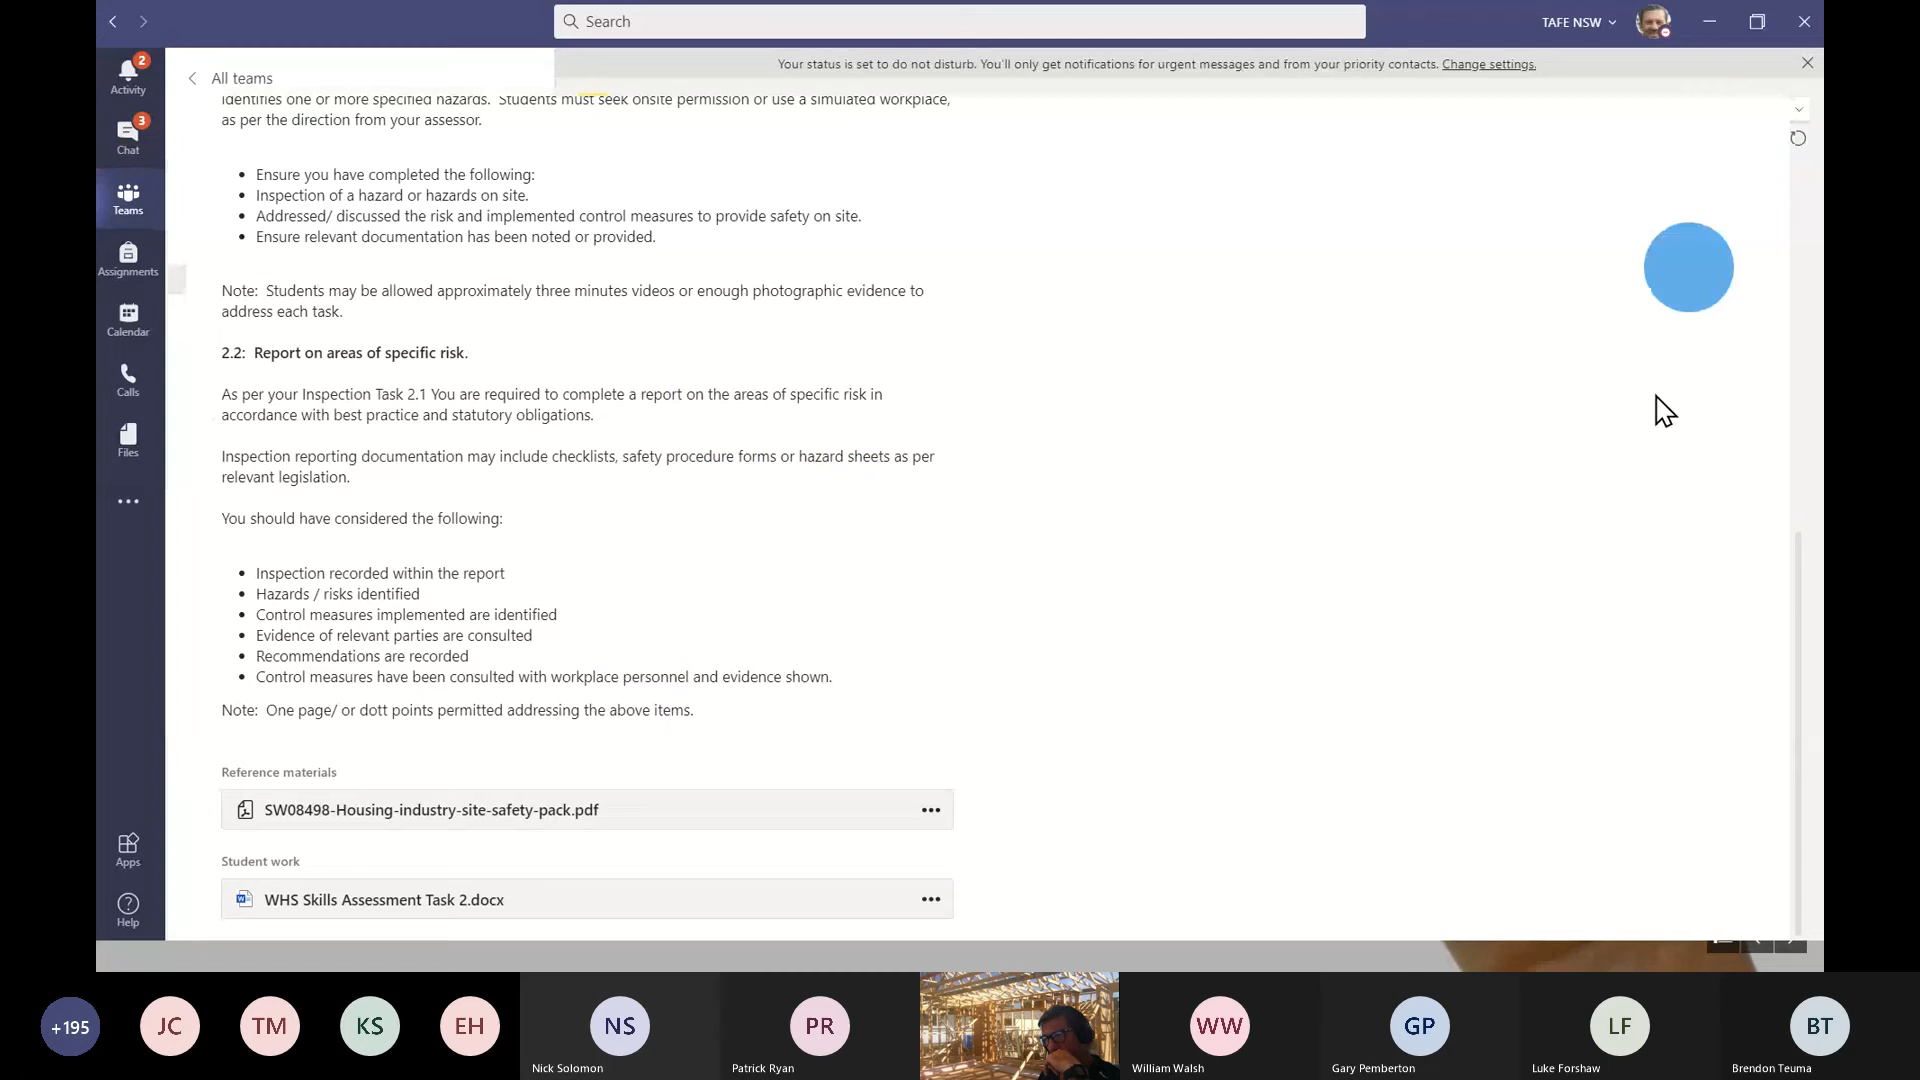 Search
TAFE NSW
Your status is set to do not disturb. You'll only get notifications for urgent messages and from your priority contacts. Change settings.
2
Activity
3
Chat
Teams
Assignments
Calendar
Calls
Files
Apps
Help
All teams
identifies one or more specified hazards. Students must seek onsite permission or use a simulated workplace,
as per the direction from your assessor.
• Ensure you have completed the following:
• Inspection of a hazard or hazards on site.
• Addressed/ discussed the risk and implemented control measures to provide safety on site.
• Ensure relevant documentation has been noted or provided.
Note: Students may be allowed approximately three minutes videos or enough photographic evidence to
address each task.
2.2: Report on areas of specific risk.
As per your Inspection Task 2.1 You are required to complete a report on the areas of specific risk in
accordance with best practice and statutory obligations.
Inspection reporting documentation may include checklists, safety procedure forms or hazard sheets as per
relevant legislation.
You should have considered the following:
• Inspection recorded within the report
• Hazards / risks identified
• Control measures implemented are identified
• Evidence of relevant parties are consulted
• Recommendations are recorded
• Control measures have been consulted with workplace personnel and evidence shown.
Note: One page/ or dott points permitted addressing the above items.
Reference materials
SW08498-Housing-industry-site-safety-pack.pdf
Student work
WHS Skills Assessment Task 2.docx
+195
JC
TM
KS
EH
NS
Nick Solomon
PR
Patrick Ryan
WW
William Walsh
GP
Gary Pemberton
LF
Luke Forshaw
BT
Brendon Teuma